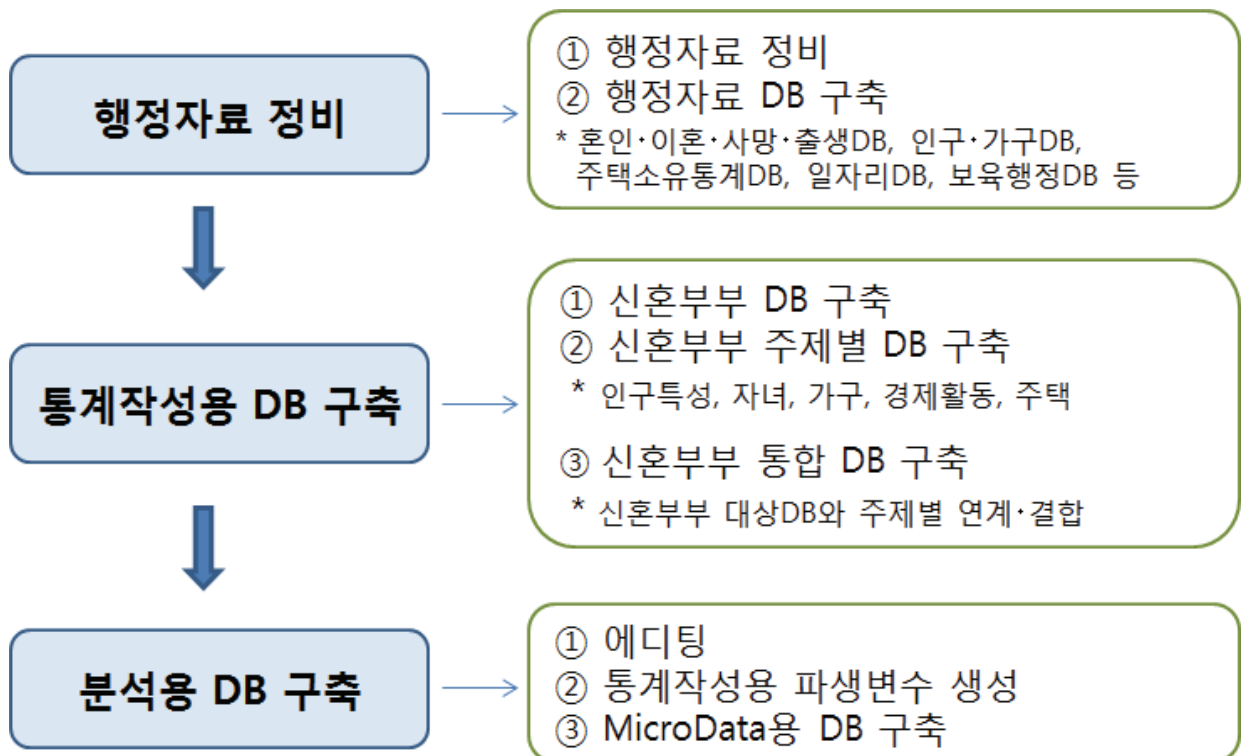 행정자료 정비
① 행정자료 정비
② 행정자료 DB 구축
* 혼인·이혼·사망·출생DB, 인구·가구DB,
주택소유통계DB, 일자리DB, 보육행정DB 등
통계작성용 DB 구축
① 신혼부부 DB 구축
② 신혼부부 주제별 DB 구축
* 인구특성, 자녀, 가구, 경제활동, 주택
③ 신혼부부 통합 DB 구축
* 신혼부부 대상DB와 주제별 연계·결합
분석용 DB 구축
① 에디팅
② 통계작성용 파생변수 생성
③ MicroData용 DB 구축